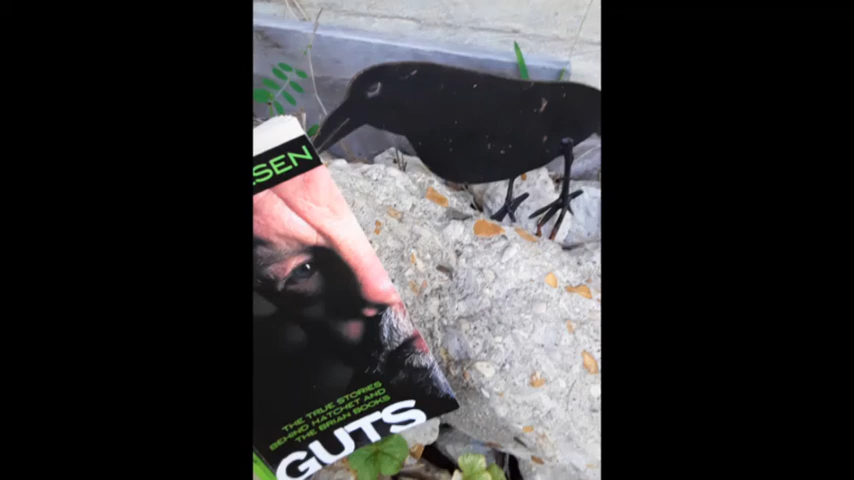 SEN
THE TRUE STORIES
BEHIND HATCHET AND
THE BRIAN BOOKS
GUTS